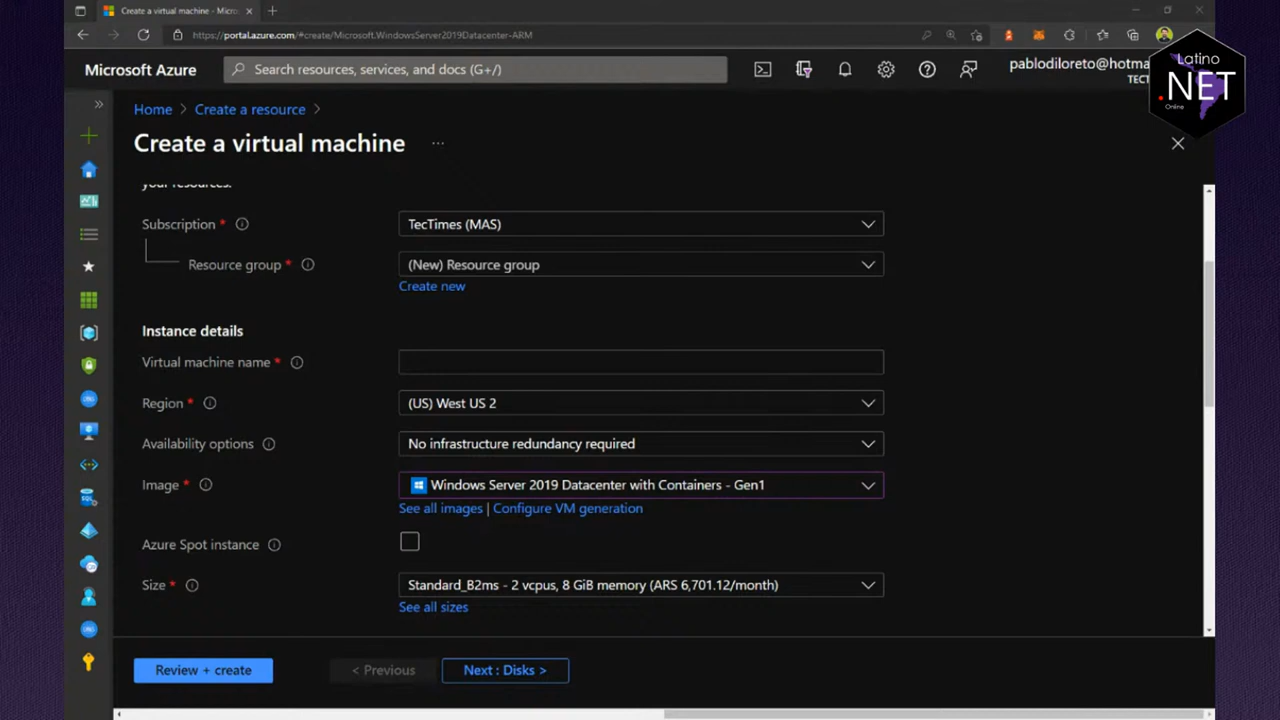 Create a virtual machine - Micro
https://portal.azure.com/#create/Microsoft.WindowsServer2019Datacenter-ARM
Microsoft Azure
Search resources, services, and docs (G+/)
pablodiloreto@hotma
TECT
Latino
.NET
Online
Home > Create a resource >
Create a virtual machine ...
your resources.
Subscription *
TecTimes (MAS)
Resource group *
(New) Resource group
Create new
Instance details
Virtual machine name *
Region *
(US) West US 2
Availability options
No infrastructure redundancy required
Image *
Windows Server 2019 Datacenter with Containers - Gen1
See all images | Configure VM generation
Azure Spot instance
Size *
Standard_B2ms - 2 vcpus, 8 GiB memory (ARS 6,701.12/month)
See all sizes
Review + create
< Previous
Next : Disks >